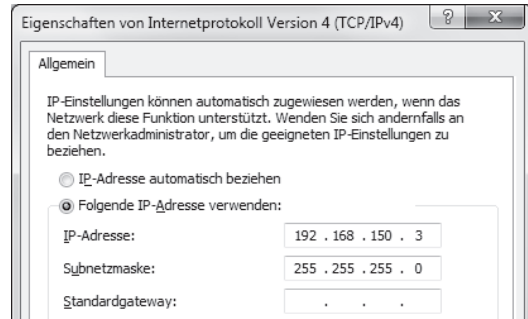 Eigenschaften von Internetprotokoll Version 4 (TCP/IPv4)
Allgemein
IP-Einstellungen können automatisch zugewiesen werden, wenn das
Netzwerk diese Funktion unterstützt. Wenden Sie sich andernfalls an
den Netzwerkadministrator, um die geeigneten IP-Einstellungen zu
beziehen.
IP-Adresse automatisch beziehen
Folgende IP-Adresse verwenden:
IP-Adresse: 192 . 168 . 150 . 3
Subnetzmaske: 255 . 255 . 255 . 0
Standardgateway: . . .